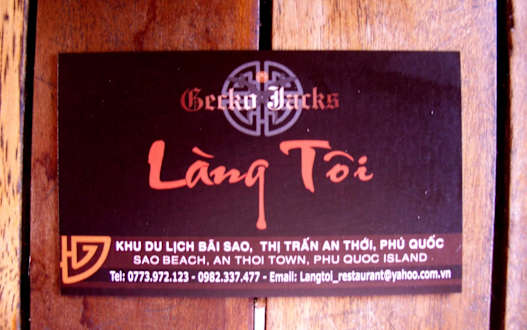 Gecko Jacks
Làng Tôi
KHU DU LỊCH BÃI SAO, THỊ TRẤN AN THỚI, PHÚ QUỐC
SAO BEACH, AN THOI TOWN, PHU QUOC ISLAND
Tel: 0773.972.123 - 0982.337.477 - Email: Langtoi_restaurant@yahoo.com.vn